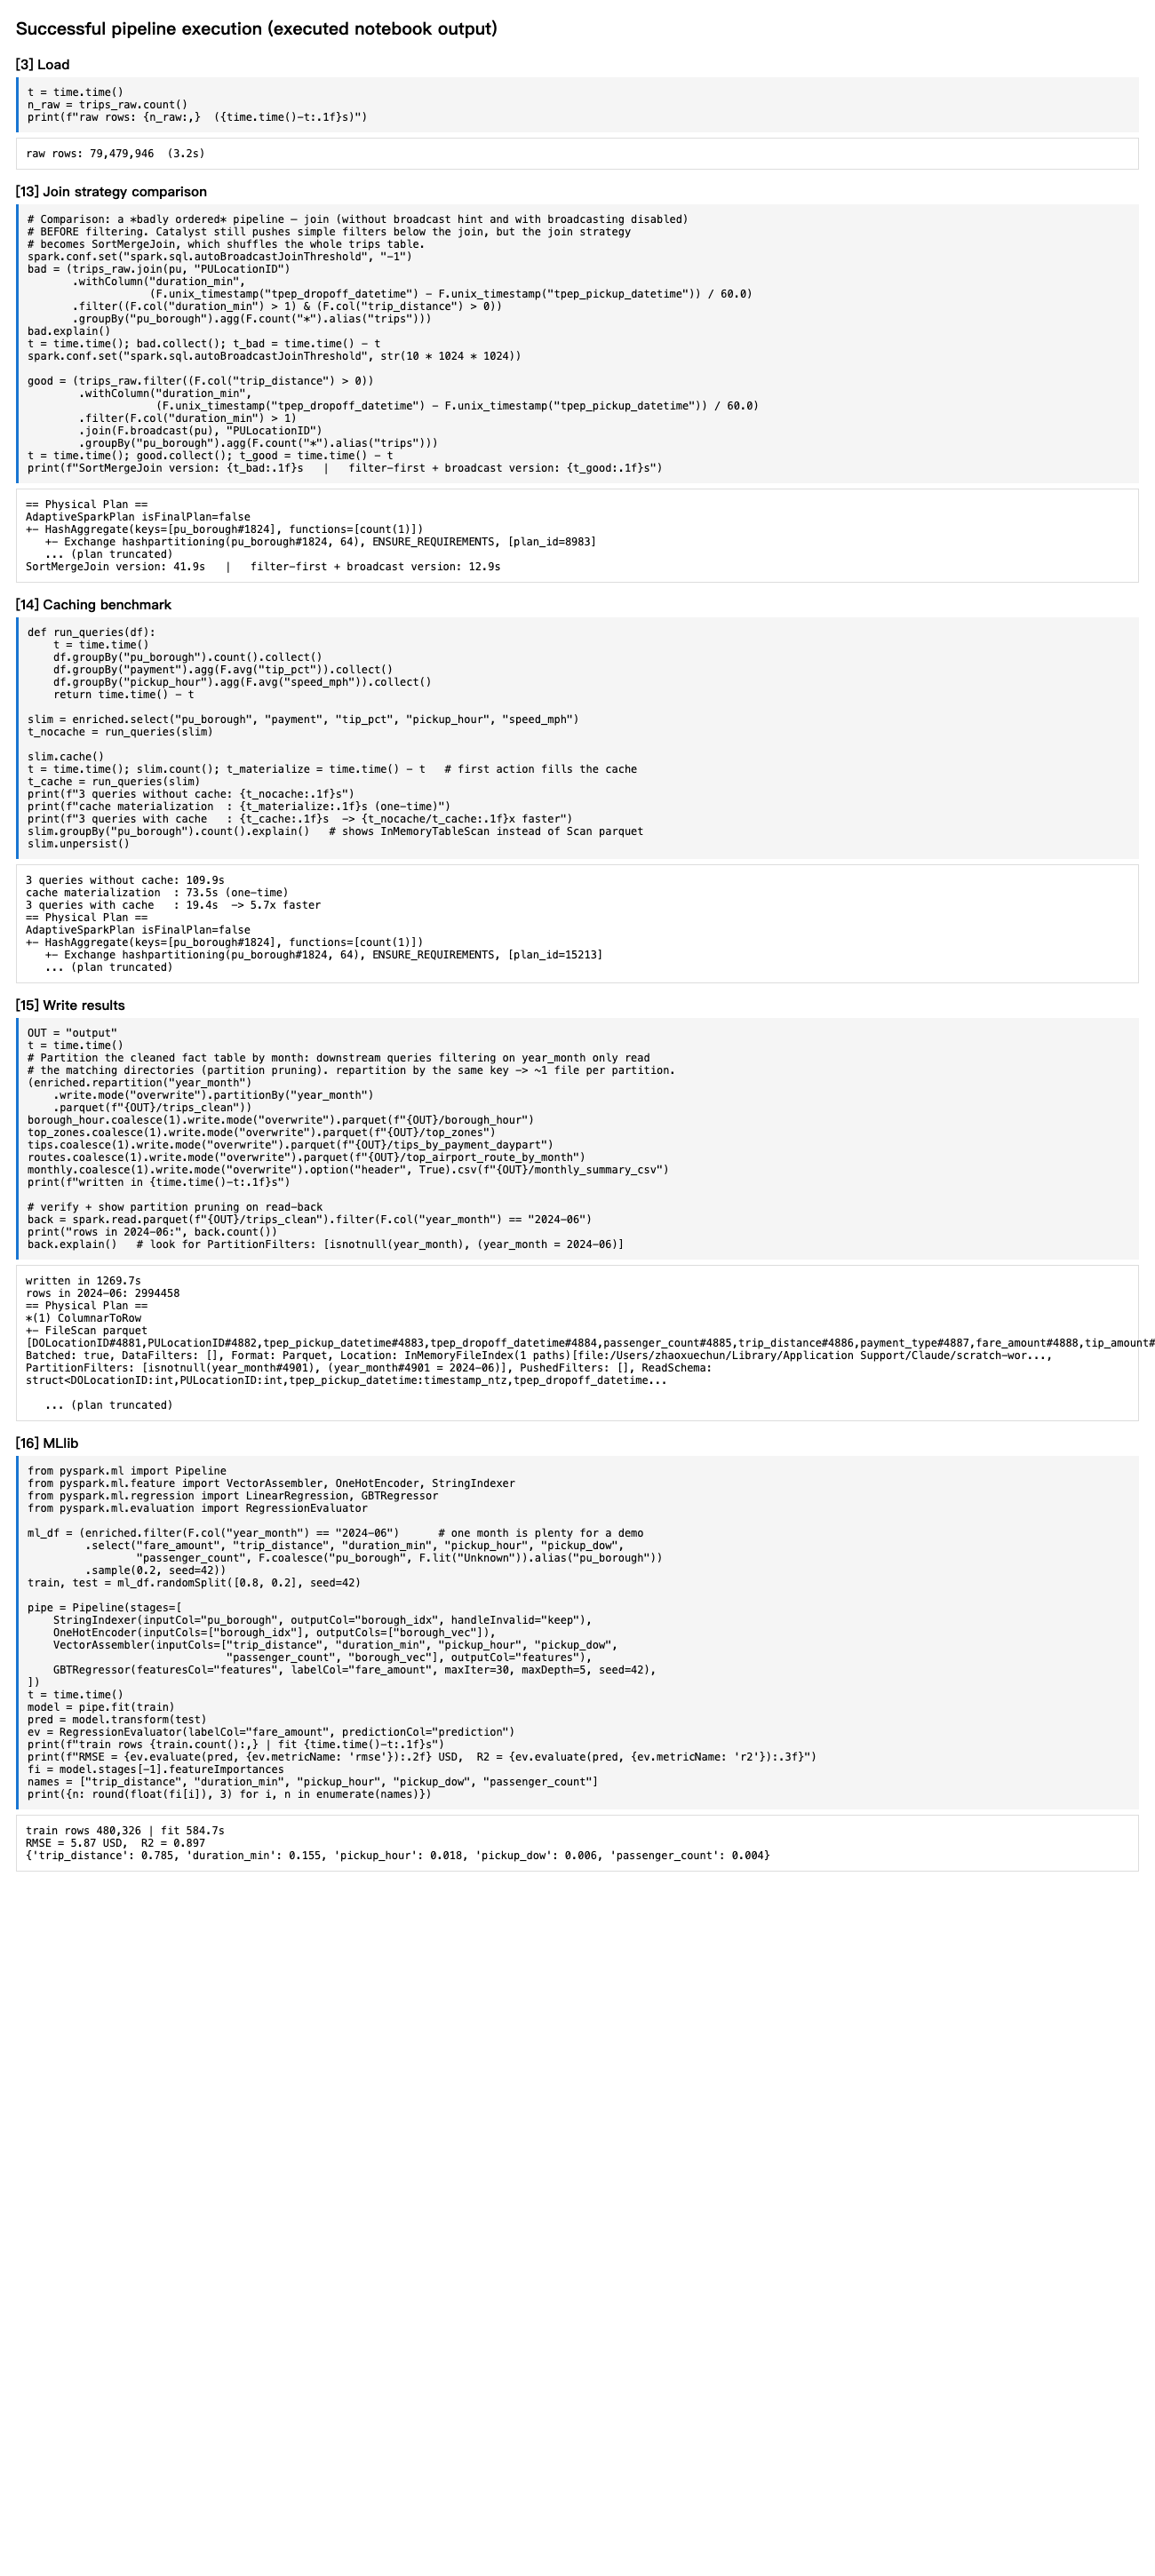 Successful pipeline execution (executed notebook output)
[3] Load
t = time.time()
n_raw = trips_raw.count()
print(f"raw rows: {n_raw:,}  ({time.time()-t:.1f}s)")
raw rows: 79,479,946  (3.2s)
[13] Join strategy comparison
# Comparison: a *badly ordered* pipeline — join (without broadcast hint and with broadcasting disabled)
# BEFORE filtering. Catalyst still pushes simple filters below the join, but the join strategy
# becomes SortMergeJoin, which shuffles the whole trips table.
spark.conf.set("spark.sql.autoBroadcastJoinThreshold", "-1")
bad = (trips_raw.join(pu, "PULocationID")
       .withColumn("duration_min",
                   (F.unix_timestamp("tpep_dropoff_datetime") - F.unix_timestamp("tpep_pickup_datetime")) / 60.0)
       .filter((F.col("duration_min") > 1) & (F.col("trip_distance") > 0))
       .groupBy("pu_borough").agg(F.count("*").alias("trips")))
bad.explain()
t = time.time(); bad.collect(); t_bad = time.time() - t
spark.conf.set("spark.sql.autoBroadcastJoinThreshold", str(10 * 1024 * 1024))
good = (trips_raw.filter((F.col("trip_distance") > 0))
        .withColumn("duration_min",
                    (F.unix_timestamp("tpep_dropoff_datetime") - F.unix_timestamp("tpep_pickup_datetime")) / 60.0)
        .filter(F.col("duration_min") > 1)
        .join(F.broadcast(pu), "PULocationID")
        .groupBy("pu_borough").agg(F.count("*").alias("trips")))
t = time.time(); good.collect(); t_good = time.time() - t
print(f"SortMergeJoin version: {t_bad:.1f}s   |   filter-first + broadcast version: {t_good:.1f}s")
== Physical Plan ==
AdaptiveSparkPlan isFinalPlan=false
+- HashAggregate(keys=[pu_borough#1824], functions=[count(1)])
   +- Exchange hashpartitioning(pu_borough#1824, 64), ENSURE_REQUIREMENTS, [plan_id=8983]
   ... (plan truncated)
SortMergeJoin version: 41.9s   |   filter-first + broadcast version: 12.9s
[14] Caching benchmark
def run_queries(df):
    t = time.time()
    df.groupBy("pu_borough").count().collect()
    df.groupBy("payment").agg(F.avg("tip_pct")).collect()
    df.groupBy("pickup_hour").agg(F.avg("speed_mph")).collect()
    return time.time() - t
slim = enriched.select("pu_borough", "payment", "tip_pct", "pickup_hour", "speed_mph")
t_nocache = run_queries(slim)
slim.cache()
t = time.time(); slim.count(); t_materialize = time.time() - t   # first action fills the cache
t_cache = run_queries(slim)
print(f"3 queries without cache: {t_nocache:.1f}s")
print(f"cache materialization  : {t_materialize:.1f}s (one-time)")
print(f"3 queries with cache   : {t_cache:.1f}s  -> {t_nocache/t_cache:.1f}x faster")
slim.groupBy("pu_borough").count().explain()   # shows InMemoryTableScan instead of Scan parquet
slim.unpersist()
3 queries without cache: 109.9s
cache materialization  : 73.5s (one-time)
3 queries with cache   : 19.4s  -> 5.7x faster
== Physical Plan ==
AdaptiveSparkPlan isFinalPlan=false
+- HashAggregate(keys=[pu_borough#1824], functions=[count(1)])
   +- Exchange hashpartitioning(pu_borough#1824, 64), ENSURE_REQUIREMENTS, [plan_id=15213]
   ... (plan truncated)
[15] Write results
OUT = "output"
t = time.time()
# Partition the cleaned fact table by month: downstream queries filtering on year_month only read
# the matching directories (partition pruning). repartition by the same key -> ~1 file per partition.
(enriched.repartition("year_month")
    .write.mode("overwrite").partitionBy("year_month")
    .parquet(f"{OUT}/trips_clean"))
borough_hour.coalesce(1).write.mode("overwrite").parquet(f"{OUT}/borough_hour")
top_zones.coalesce(1).write.mode("overwrite").parquet(f"{OUT}/top_zones")
tips.coalesce(1).write.mode("overwrite").parquet(f"{OUT}/tips_by_payment_daypart")
routes.coalesce(1).write.mode("overwrite").parquet(f"{OUT}/top_airport_route_by_month")
monthly.coalesce(1).write.mode("overwrite").option("header", True).csv(f"{OUT}/monthly_summary_csv")
print(f"written in {time.time()-t:.1f}s")
# verify + show partition pruning on read-back
back = spark.read.parquet(f"{OUT}/trips_clean").filter(F.col("year_month") == "2024-06")
print("rows in 2024-06:", back.count())
back.explain()   # look for PartitionFilters: [isnotnull(year_month), (year_month = 2024-06)]
written in 1269.7s
rows in 2024-06: 2994458
== Physical Plan ==
*(1) ColumnarToRow
+- FileScan parquet
[DOLocationID#4881,PULocationID#4882,tpep_pickup_datetime#4883,tpep_dropoff_datetime#4884,passenger_count#4885,trip_distance#4886,payment_type#4887,fare_amount#4888,tip_amount#
Batched: true, DataFilters: [], Format: Parquet, Location: InMemoryFileIndex(1 paths)[file:/Users/zhaoxuechun/Library/Application Support/Claude/scratch-wor...,
PartitionFilters: [isnotnull(year_month#4901), (year_month#4901 = 2024-06)], PushedFilters: [], ReadSchema:
struct<DOLocationID:int,PULocationID:int,tpep_pickup_datetime:timestamp_ntz,tpep_dropoff_datetime...
   ... (plan truncated)
[16] MLlib
from pyspark.ml import Pipeline
from pyspark.ml.feature import VectorAssembler, OneHotEncoder, StringIndexer
from pyspark.ml.regression import LinearRegression, GBTRegressor
from pyspark.ml.evaluation import RegressionEvaluator
ml_df = (enriched.filter(F.col("year_month") == "2024-06")      # one month is plenty for a demo
         .select("fare_amount", "trip_distance", "duration_min", "pickup_hour", "pickup_dow",
                 "passenger_count", F.coalesce("pu_borough", F.lit("Unknown")).alias("pu_borough"))
         .sample(0.2, seed=42))
train, test = ml_df.randomSplit([0.8, 0.2], seed=42)
pipe = Pipeline(stages=[
    StringIndexer(inputCol="pu_borough", outputCol="borough_idx", handleInvalid="keep"),
    OneHotEncoder(inputCols=["borough_idx"], outputCols=["borough_vec"]),
    VectorAssembler(inputCols=["trip_distance", "duration_min", "pickup_hour", "pickup_dow",
                               "passenger_count", "borough_vec"], outputCol="features"),
    GBTRegressor(featuresCol="features", labelCol="fare_amount", maxIter=30, maxDepth=5, seed=42),
])
t = time.time()
model = pipe.fit(train)
pred = model.transform(test)
ev = RegressionEvaluator(labelCol="fare_amount", predictionCol="prediction")
print(f"train rows {train.count():,} | fit {time.time()-t:.1f}s")
print(f"RMSE = {ev.evaluate(pred, {ev.metricName: 'rmse'}):.2f} USD,  R2 = {ev.evaluate(pred, {ev.metricName: 'r2'}):.3f}")
fi = model.stages[-1].featureImportances
names = ["trip_distance", "duration_min", "pickup_hour", "pickup_dow", "passenger_count"]
print({n: round(float(fi[i]), 3) for i, n in enumerate(names)})
train rows 480,326 | fit 584.7s
RMSE = 5.87 USD,  R2 = 0.897
{'trip_distance': 0.785, 'duration_min': 0.155, 'pickup_hour': 0.018, 'pickup_dow': 0.006, 'passenger_count': 0.004}